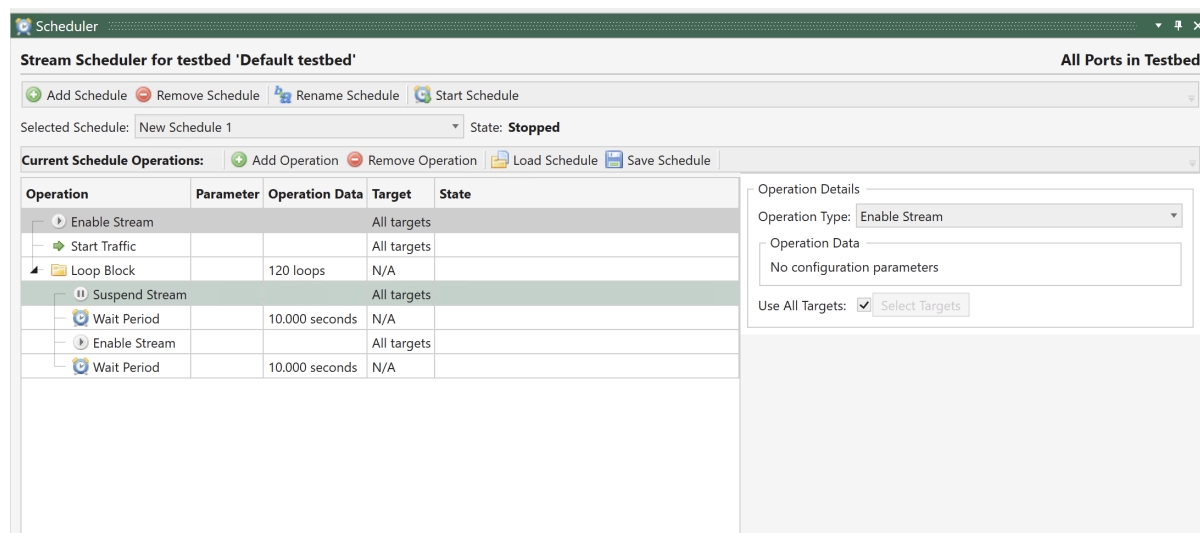 Scheduler
Stream Scheduler for testbed 'Default testbed' All Ports in Testbed
Add Schedule Remove Schedule Rename Schedule Start Schedule
Selected Schedule: New Schedule 1 State: Stopped
Current Schedule Operations: Add Operation Remove Operation Load Schedule Save Schedule
Operation Parameter Operation Data Target State
Enable Stream All targets
Start Traffic All targets
Loop Block 120 loops N/A
Suspend Stream All targets
Wait Period 10.000 seconds N/A
Enable Stream All targets
Wait Period 10.000 seconds N/A
Operation Details
Operation Type: Enable Stream
Operation Data
No configuration parameters
Use All Targets: Select Targets